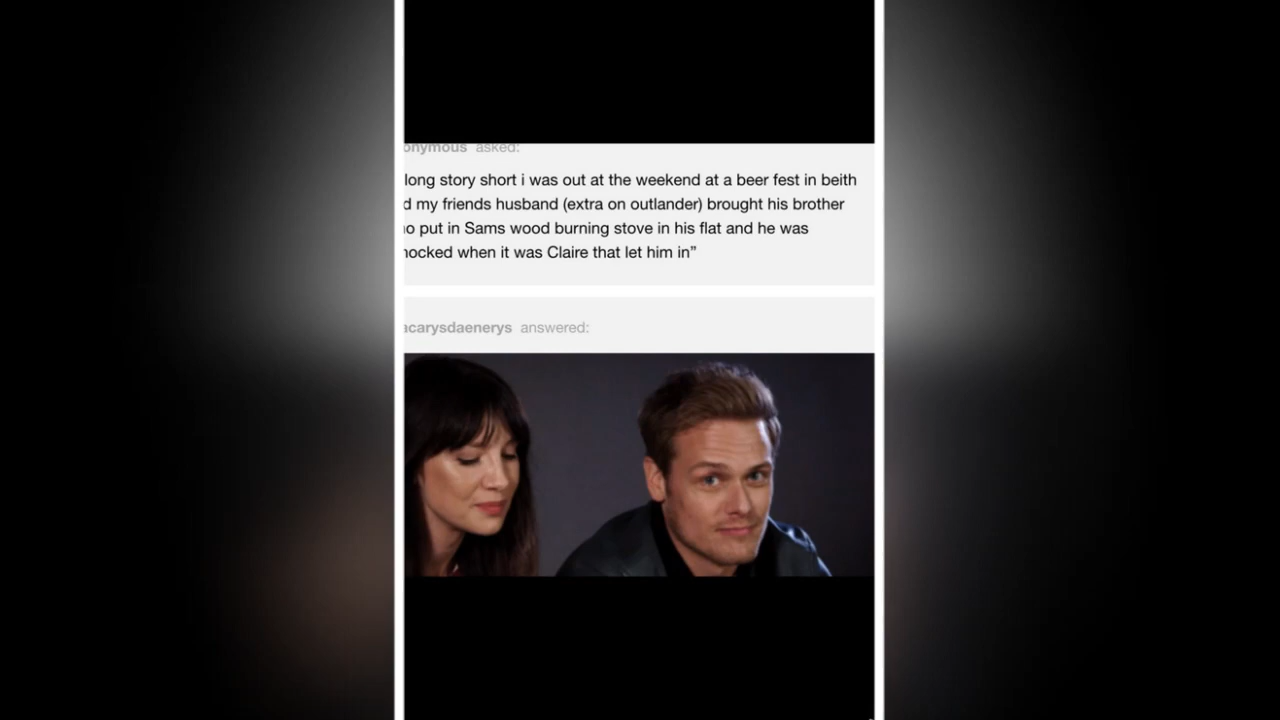 onymous asked:
long story short i was out at the weekend at a beer fest in beith
d my friends husband (extra on outlander) brought his brother
o put in Sams wood burning stove in his flat and he was
hocked when it was Claire that let him in”
acarysdaenerys answered: